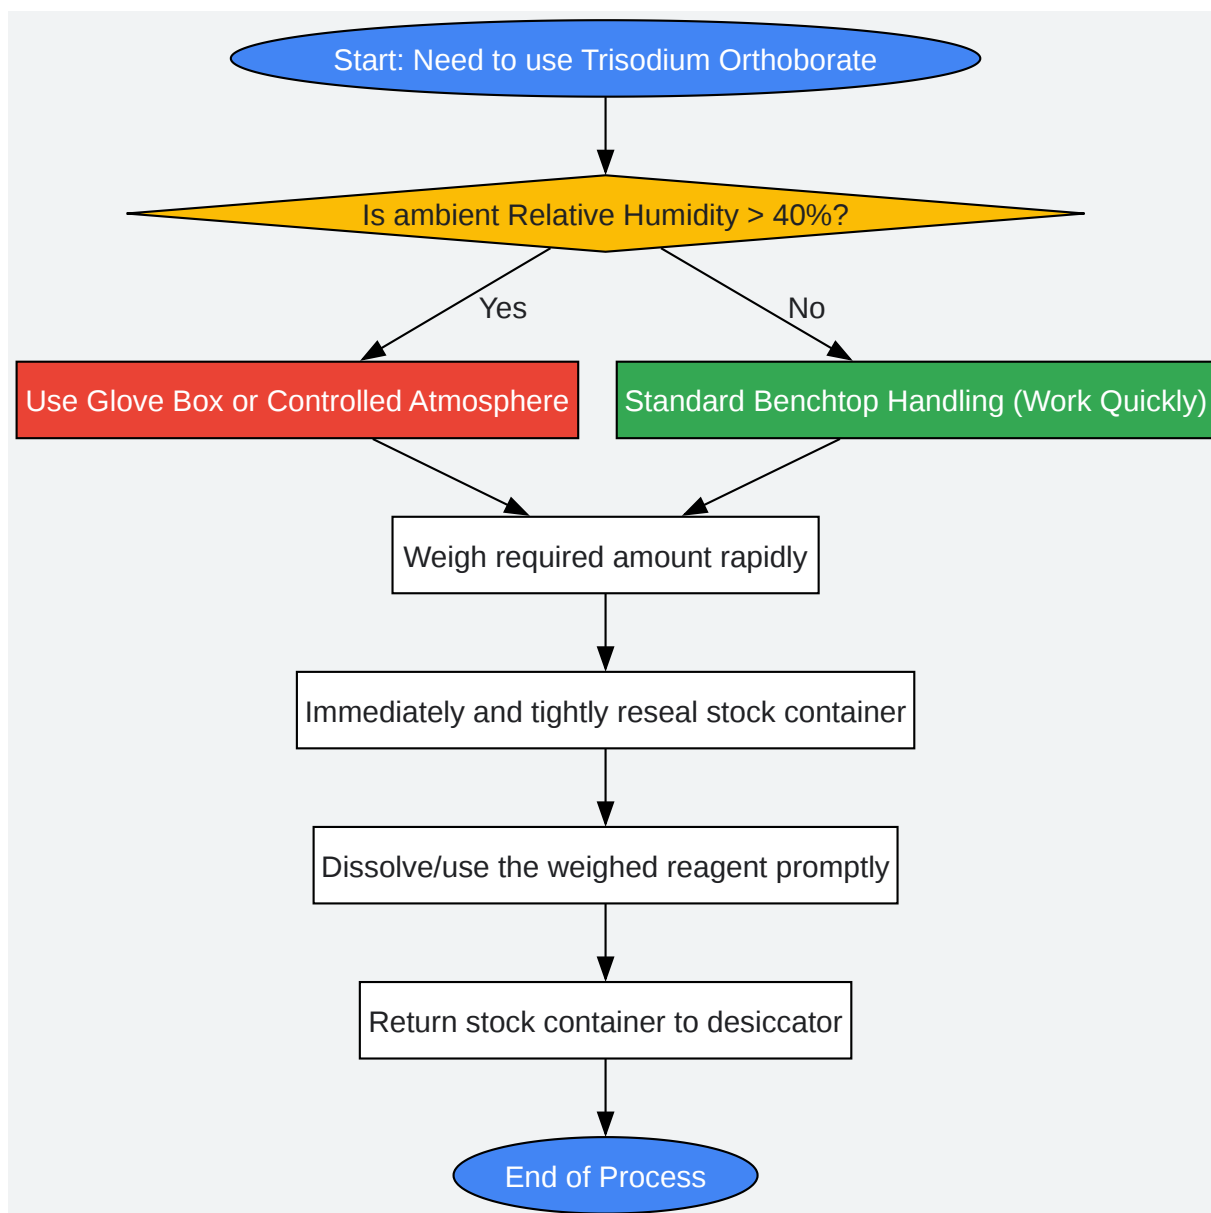 Start: Need to use Trisodium Orthoborate
Is ambient Relative Humidity > 40%?
Yes
No
Use Glove Box or Controlled Atmosphere
Standard Benchtop Handling (Work Quickly)
Weigh required amount rapidly
Immediately and tightly reseal stock container
Dissolve/use the weighed reagent promptly
Return stock container to desiccator
End of Process